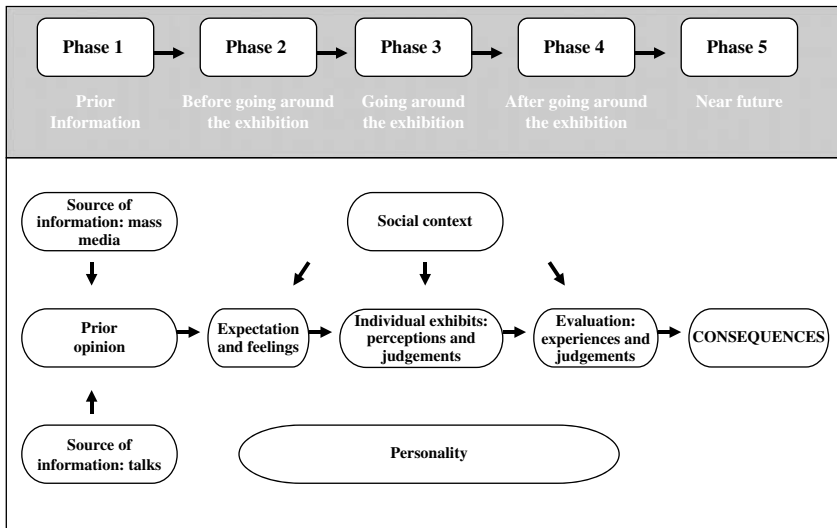 Phase 1
Phase 2
Phase 3
Phase 4
Phase 5
Prior
Information
Before going around
the exhibition
Going around
the exhibition
After going around
the exhibition
Near future
Source of
information: mass
media
Social context
Prior
opinion
Expectation
and feelings
Individual exhibits:
perceptions and
judgements
Evaluation:
experiences and
judgements
CONSEQUENCES
Source of
information: talks
Personality